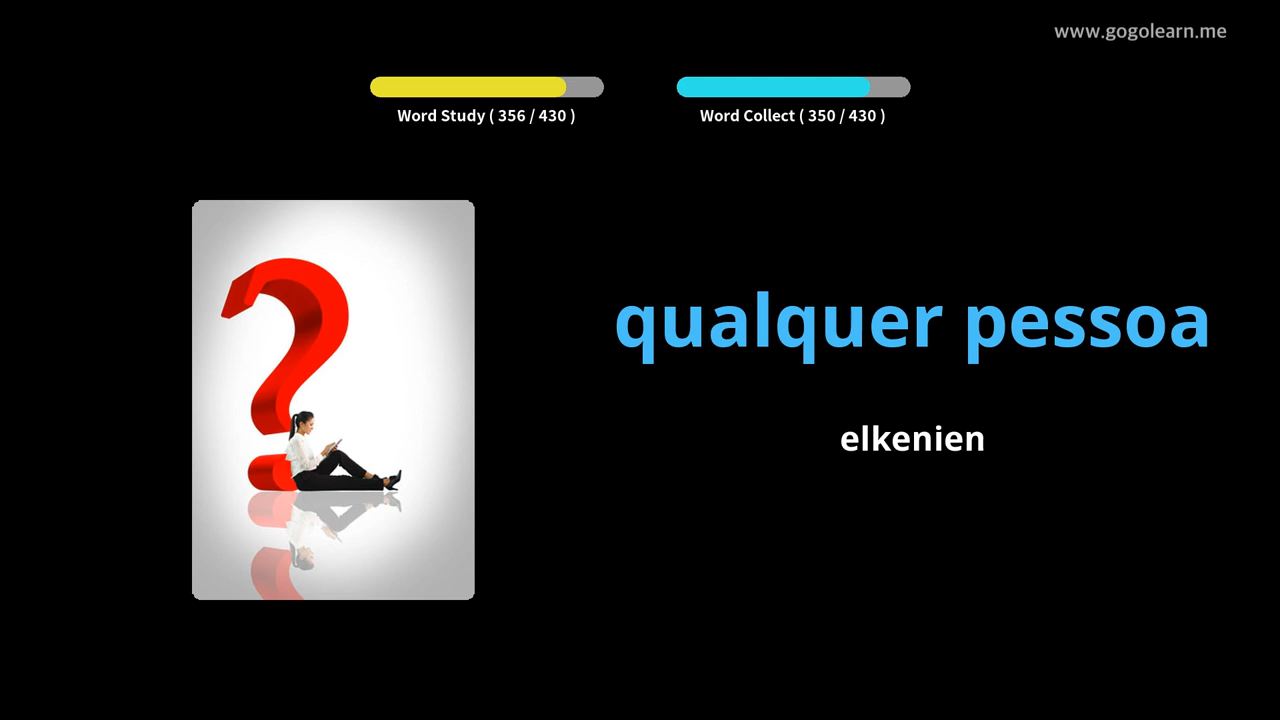 www.gogolearn.me
Word Study ( 356 / 430 )
Word Collect ( 350 / 430 )
qualquer pessoa
elkenien